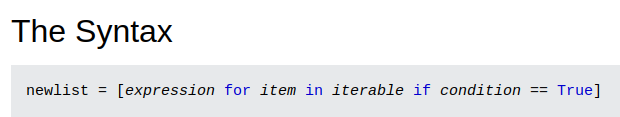 The Syntax
newlist = [expression for item in iterable if condition == True]